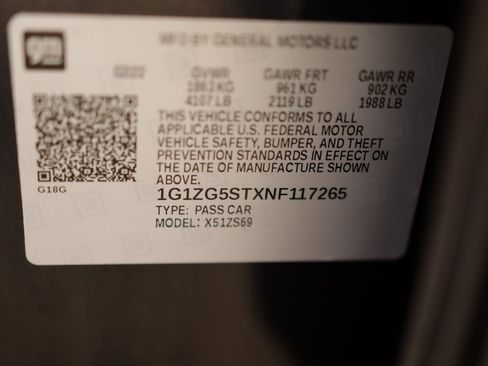 gm
MFD BY GENERAL MOTORS LLC
GVWR GAWR FRT GAWR RR
1863 KG 961 KG 902 KG
4107 LB 2119 LB 1988 LB
THIS VEHICLE CONFORMS TO ALL
APPLICABLE U.S. FEDERAL MOTOR
VEHICLE SAFETY, BUMPER, AND THEFT
PREVENTION STANDARDS IN EFFECT ON
THE DATE OF MANUFACTURE SHOWN
ABOVE.
G18G
1G1ZG5STXNF117265
TYPE: PASS CAR
MODEL: X51ZS69